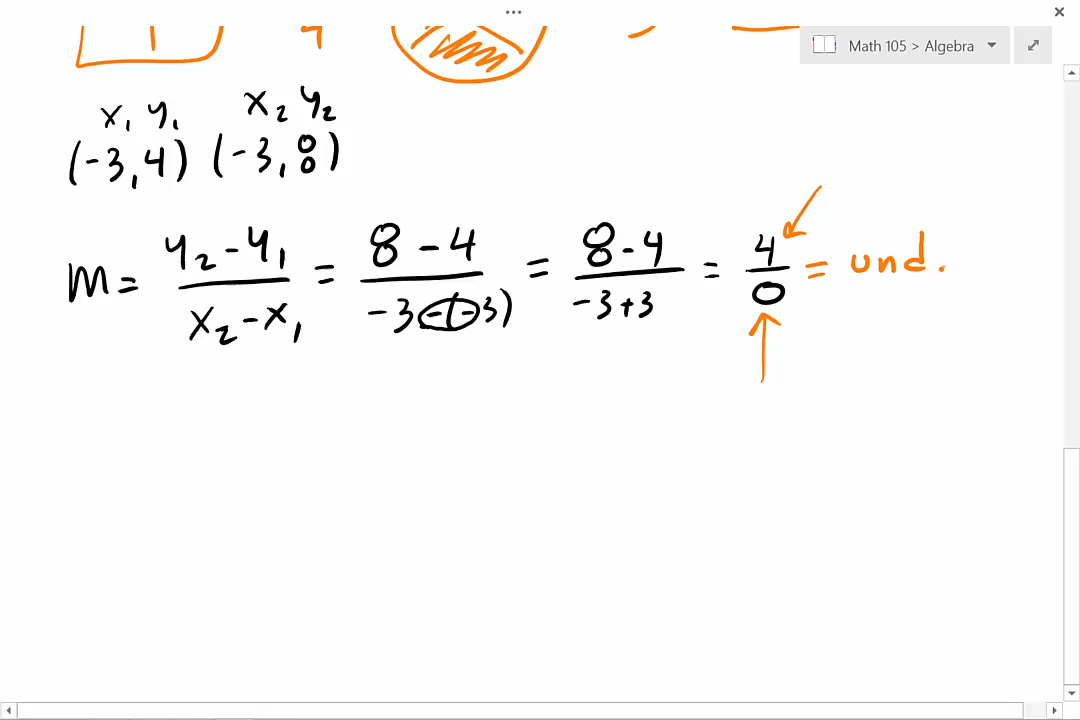 Math 105 > Algebra
x₁ y₁ x₂ y₂
(-3,4) (-3,8)
m = y₂-y₁ / x₂-x₁ = 8-4 / -3-(-3) = 8-4 / -3+3 = 4/0 = und.